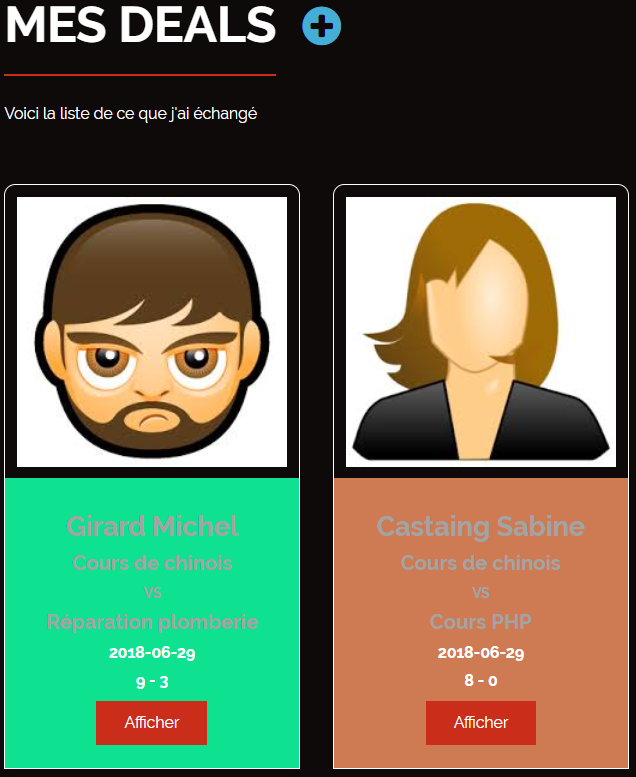 MES DEALS
Voici la liste de ce que j'ai échangé
Girard Michel
Cours de chinois
vs
Réparation plomberie
2018-06-29
9 - 3
Afficher
Castaing Sabine
Cours de chinois
vs
Cours PHP
2018-06-29
8 - 0
Afficher